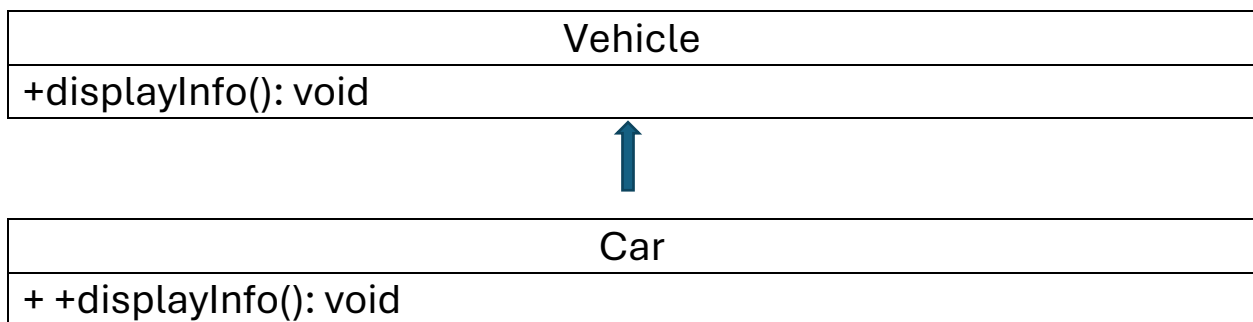 Vehicle
+displayInfo(): void
Car
+ +displayInfo(): void